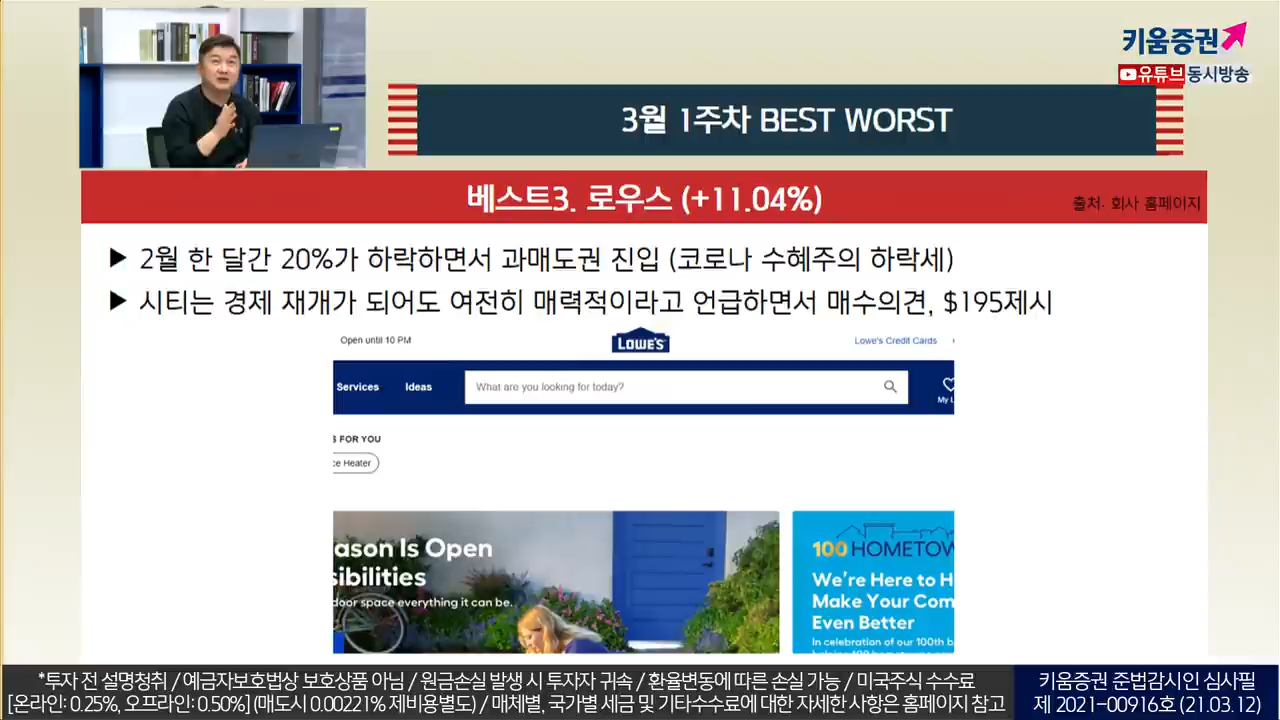 키움증권
유튜브 동시방송
3월 1주차 BEST WORST
베스트3. 로우스 (+11.04%)
출처: 회사 홈페이지
▶ 2월 한 달간 20%가 하락하면서 과매도권 진입 (코로나 수혜주의 하락세)
▶ 시티는 경제 재개가 되어도 여전히 매력적이라고 언급하면서 매수의견, $195제시
Open until 10 PM
LOWE'S
Lowe's Credit Cards
Services
Ideas
What are you looking for today?
My L
S FOR YOU
ce Heater
ason Is Open
sibilities
door space everything it can be.
100 HOMETOW
We're Here to H
Make Your Com
Even Better
In celebration of our 100th b
*투자 전 설명청취 / 예금자보호법상 보호상품 아님 / 원금손실 발생 시 투자자 귀속 / 환율변동에 따른 손실 가능 / 미국주식 수수료
[온라인: 0.25%, 오프라인: 0.50%] (매도시 0.00221% 제비용별도) / 매체별, 국가별 세금 및 기타수수료에 대한 자세한 사항은 홈페이지 참고
키움증권 준법감시인 심사필
제 2021-00916호 (21.03.12)